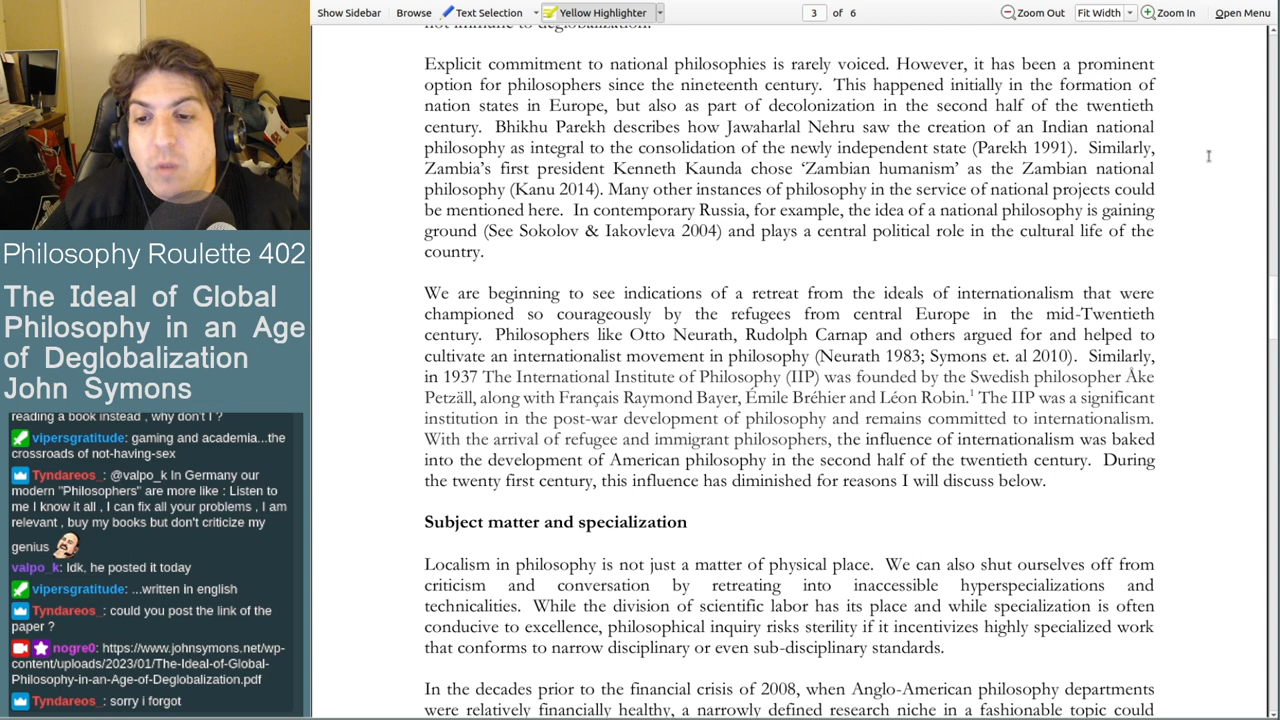 Show Sidebar Browse Text Selection Yellow Highlighter 3 of 6 Zoom Out Fit Width Zoom In Open Menu
not immune to deglobalization.
Explicit commitment to national philosophies is rarely voiced. However, it has been a prominent
option for philosophers since the nineteenth century. This happened initially in the formation of
nation states in Europe, but also as part of decolonization in the second half of the twentieth
century. Bhikhu Parekh describes how Jawaharlal Nehru saw the creation of an Indian national
philosophy as integral to the consolidation of the newly independent state (Parekh 1991). Similarly,
Zambia's first president Kenneth Kaunda chose 'Zambian humanism' as the Zambian national
philosophy (Kanu 2014). Many other instances of philosophy in the service of national projects could
be mentioned here. In contemporary Russia, for example, the idea of a national philosophy is gaining
ground (See Sokolov & Iakovleva 2004) and plays a central political role in the cultural life of the
country.
We are beginning to see indications of a retreat from the ideals of internationalism that were
championed so courageously by the refugees from central Europe in the mid-Twentieth
century. Philosophers like Otto Neurath, Rudolph Carnap and others argued for and helped to
cultivate an internationalist movement in philosophy (Neurath 1983; Symons et. al 2010). Similarly,
in 1937 The International Institute of Philosophy (IIP) was founded by the Swedish philosopher Åke
Petzäll, along with Français Raymond Bayer, Émile Bréhier and Léon Robin.¹ The IIP was a significant
institution in the post-war development of philosophy and remains committed to internationalism.
With the arrival of refugee and immigrant philosophers, the influence of internationalism was baked
into the development of American philosophy in the second half of the twentieth century. During
the twenty first century, this influence has diminished for reasons I will discuss below.
Subject matter and specialization
Localism in philosophy is not just a matter of physical place. We can also shut ourselves off from
criticism and conversation by retreating into inaccessible hyperspecializations and
technicalities. While the division of scientific labor has its place and while specialization is often
conducive to excellence, philosophical inquiry risks sterility if it incentivizes highly specialized work
that conforms to narrow disciplinary or even sub-disciplinary standards.
In the decades prior to the financial crisis of 2008, when Anglo-American philosophy departments
were relatively financially healthy, a narrowly defined research niche in a fashionable topic could
Philosophy Roulette 402
The Ideal of Global
Philosophy in an Age
of Deglobalization
John Symons
reading a book instead , why don't I ?
vipersgratitude: gaming and academia...the
crossroads of not-having-sex
Tyndareos_: @valpo_k In Germany our
modern "Philosophers" are more like : Listen to
me I know it all , I can fix all your problems , I am
relevant , buy my books but don't criticize my
genius
valpo_k: Idk, he posted it today
vipersgratitude: ...written in english
Tyndareos_: could you post the link of the
paper ?
nogre0: https://www.johnsymons.net/wp-
content/uploads/2023/01/The-Ideal-of-Global-
Philosophy-in-an-Age-of-Deglobalization.pdf
Tyndareos_: sorry i forgot